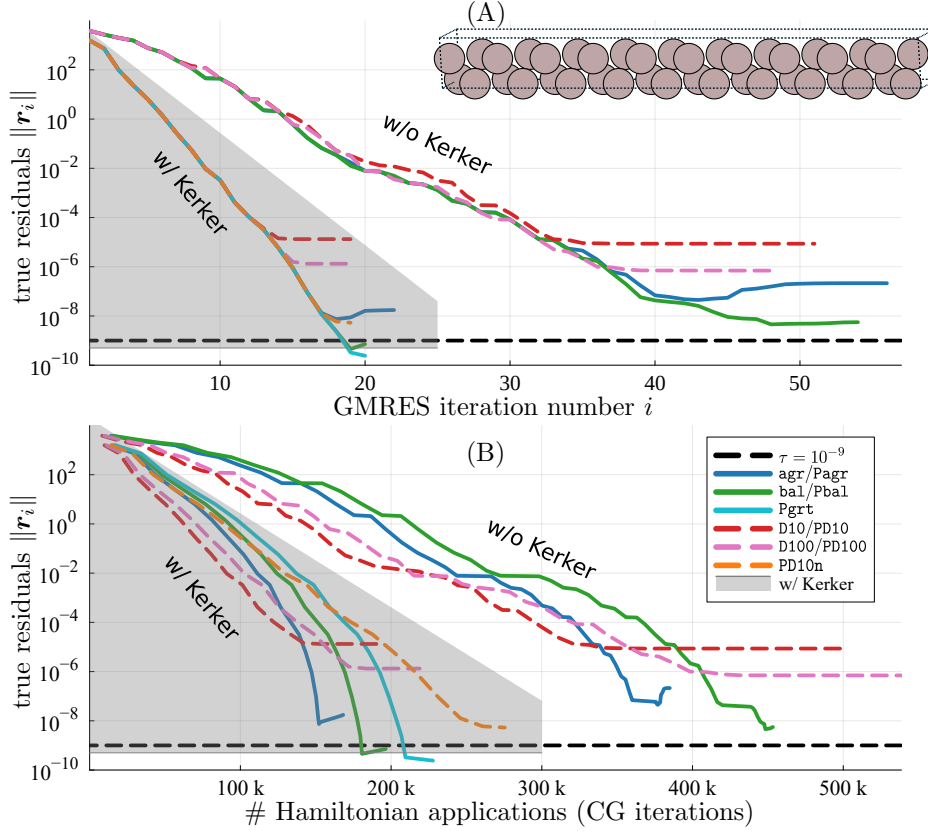 (A)
true residuals ||r_i||
10^2
10^0
10^−2
10^−4
10^−6
10^−8
10^−10
w/o Kerker
w/ Kerker
10 20 30 40 50
GMRES iteration number i
(B)
true residuals ||r_i||
10^2
10^0
10^−2
10^−4
10^−6
10^−8
10^−10
w/o Kerker
w/ Kerker
τ = 10^−9
agr/Pagr
bal/Pbal
Pgrt
D10/PD10
D100/PD100
PD10n
w/ Kerker
100 k 200 k 300 k 400 k 500 k
# Hamiltonian applications (CG iterations)